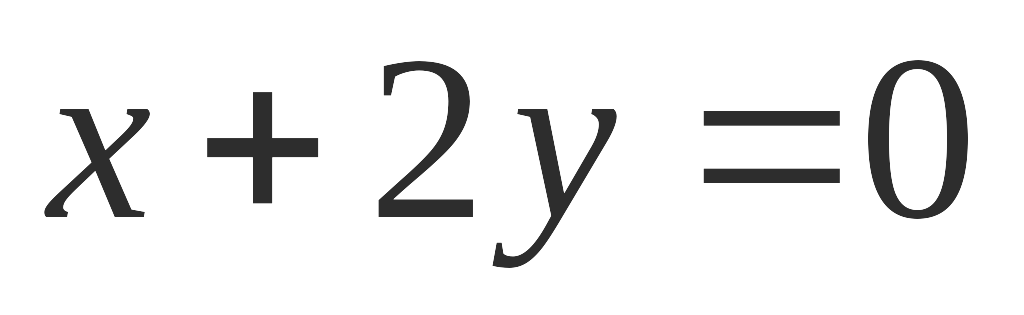 x + 2y = 0